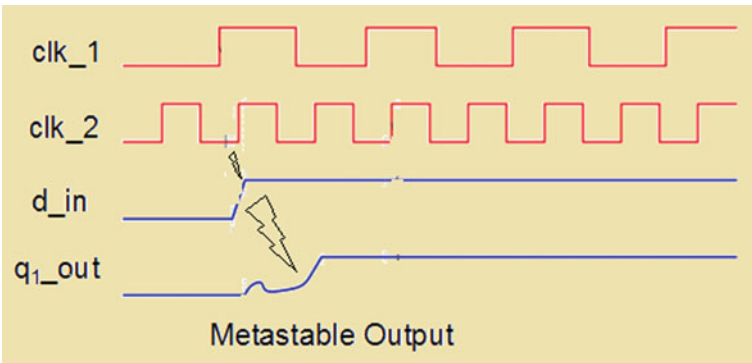 clk_1
clk_2
d_in
q₁_out
Metastable Output